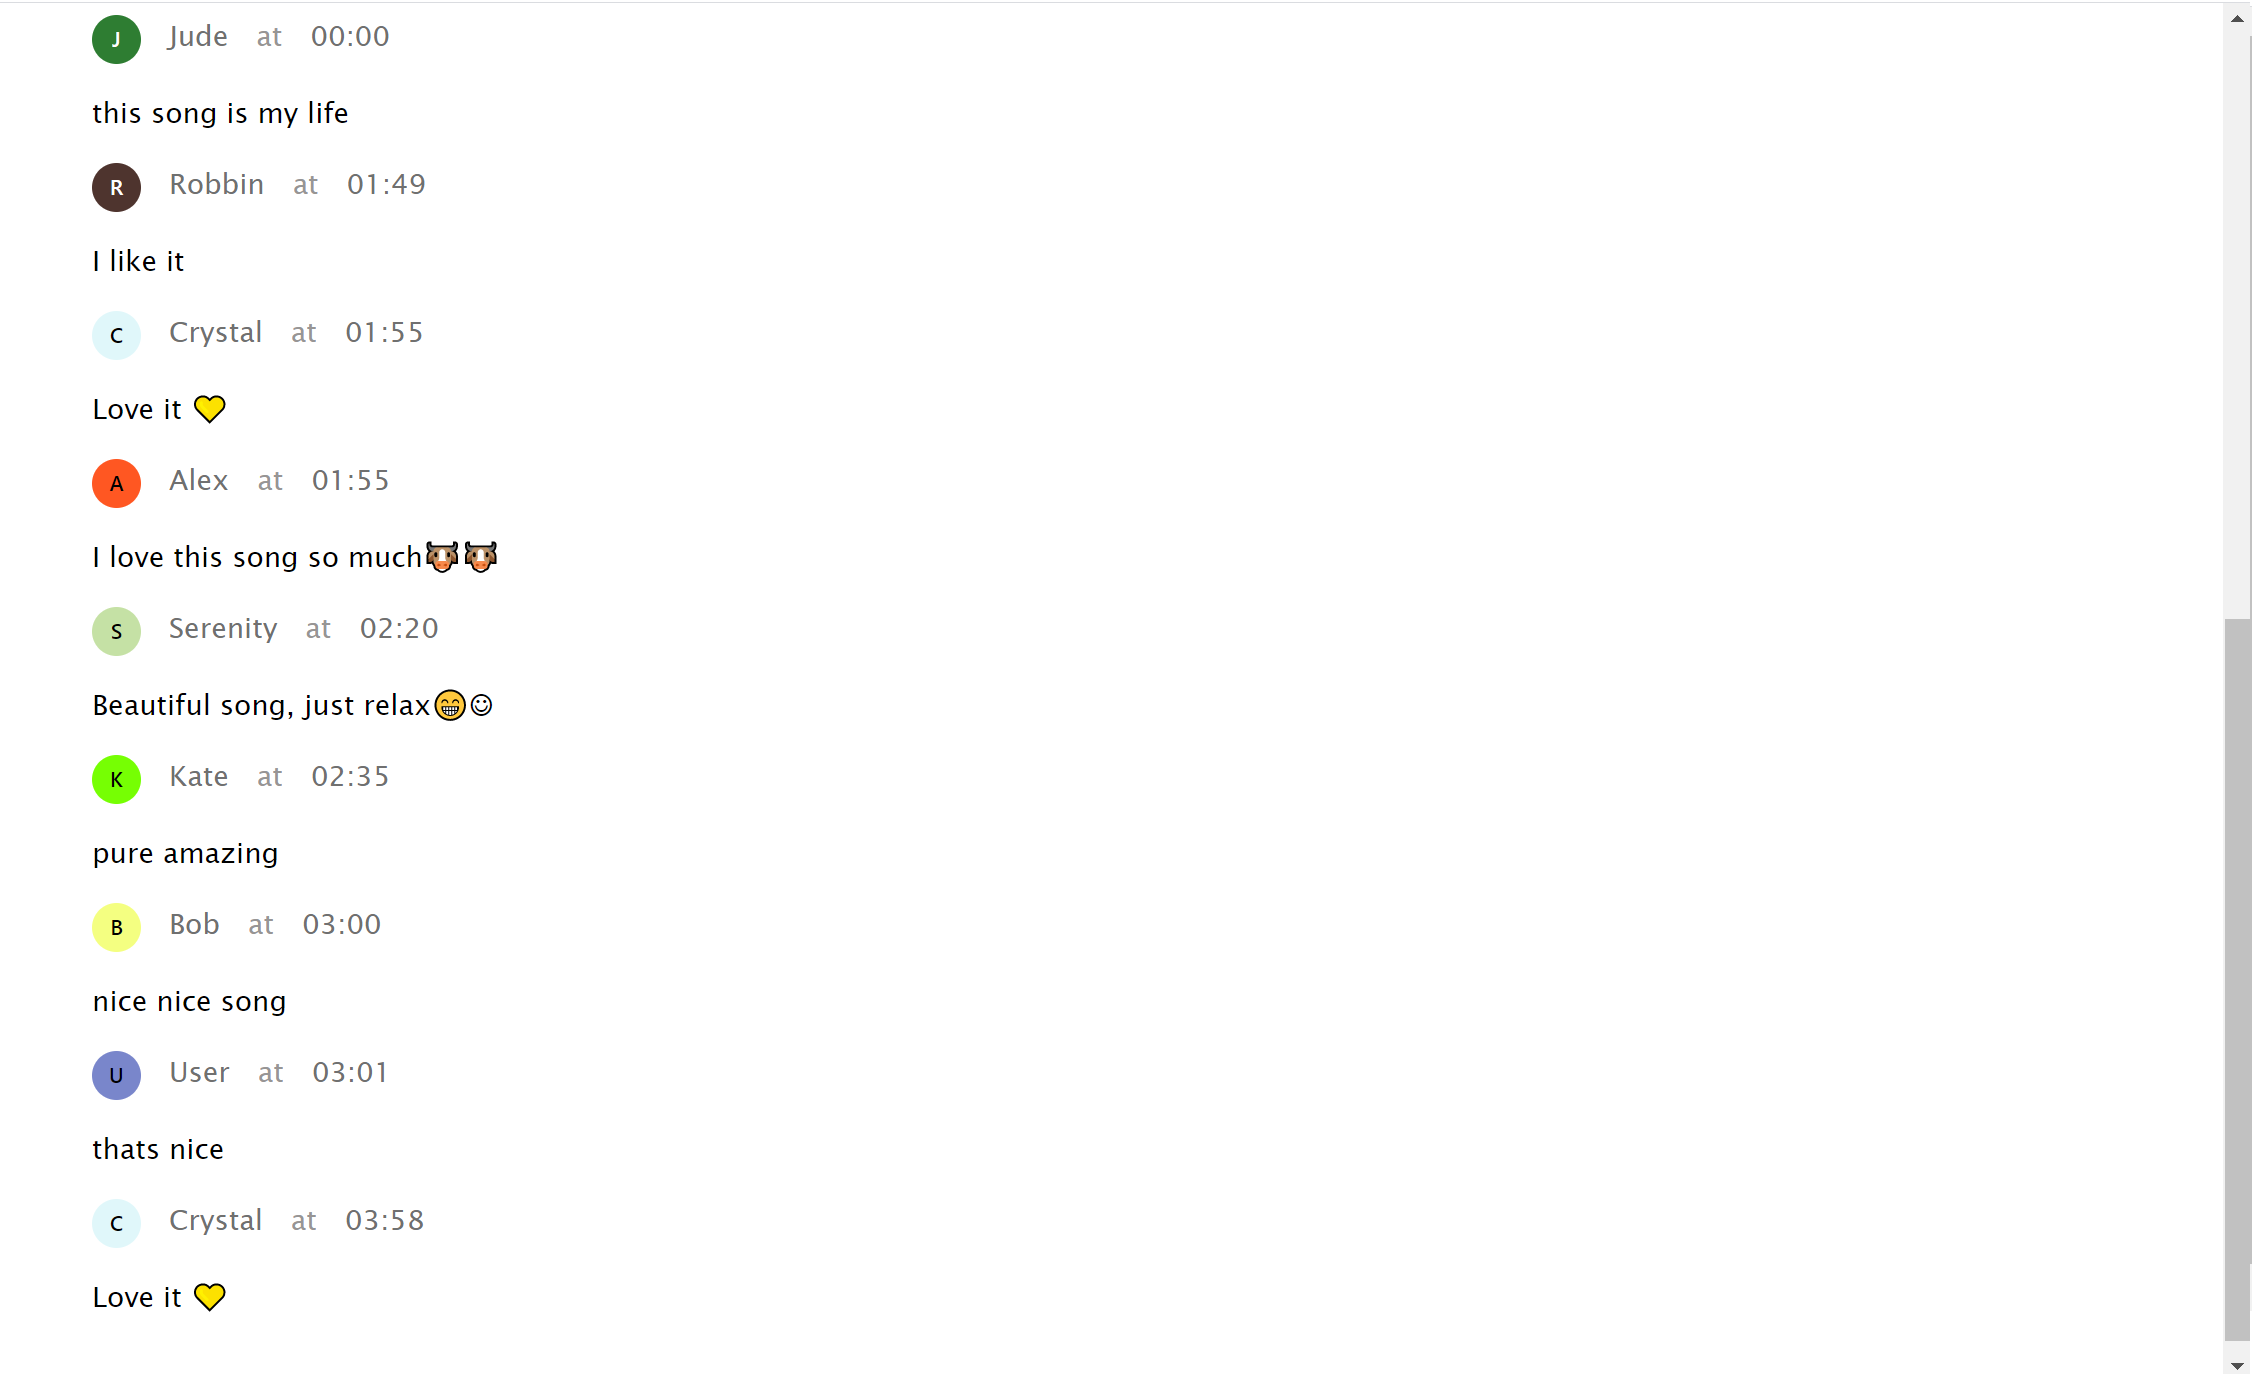 J Jude at 00:00
this song is my life
R Robbin at 01:49
I like it
C Crystal at 01:55
Love it 💛
A Alex at 01:55
I love this song so much🐮🐮
S Serenity at 02:20
Beautiful song, just relax😁☺
K Kate at 02:35
pure amazing
B Bob at 03:00
nice nice song
U User at 03:01
thats nice
C Crystal at 03:58
Love it 💛